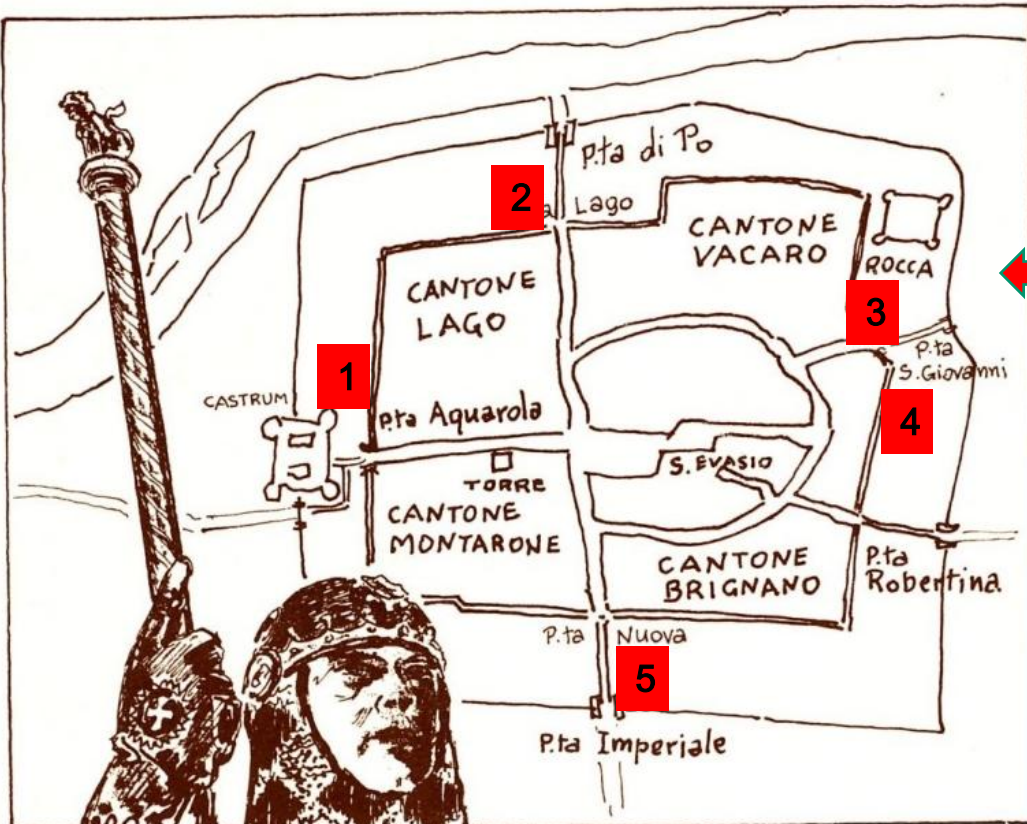 P.ta di Po
2
a Lago
CANTONE
VACARO
ROCCA
CANTONE
LAGO
3
P.ta
S. Giovanni
1
CASTRUM
P.ta Aquarola
4
S. EVASIO
TORRE
CANTONE
MONTARONE
CANTONE
BRIGNANO
P.ta
Robertina
P.ta Nuova
5
P.ta Imperiale